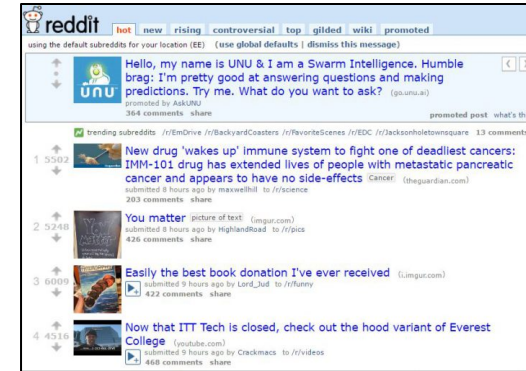 reddit hot new rising controversial top gilded wiki promoted
using the default subreddits for your location (EE) (use global defaults | dismiss this message)
unu
Hello, my name is UNU & I am a Swarm Intelligence. Humble
brag: I'm pretty good at answering questions and making
predictions. Try me. What do you want to ask? (go.unu.ai)
promoted by AskUNU
364 comments share
promoted post what's th
trending subreddits /r/EmDrive /r/BackyardCoasters /r/FavoriteScenes /r/EDC /r/Jacksonholetownsquare 13 comments
1 5502
New drug 'wakes up' immune system to fight one of deadliest cancers:
IMM-101 drug has extended lives of people with metastatic pancreatic
cancer and appears to have no side-effects Cancer (theguardian.com)
submitted 8 hours ago by maxwellhill to /r/science
203 comments share
2 5248
You Matter
You matter picture of text (imgur.com)
submitted 8 hours ago by HighlandRoad to /r/pics
426 comments share
3 6009
Easily the best book donation I've ever received (i.imgur.com)
submitted 9 hours ago by Lord_Jud to /r/funny
422 comments share
4 4516
Now that ITT Tech is closed, check out the hood variant of Everest
College (youtube.com)
submitted 9 hours ago by Crackmacs to /r/videos
468 comments share